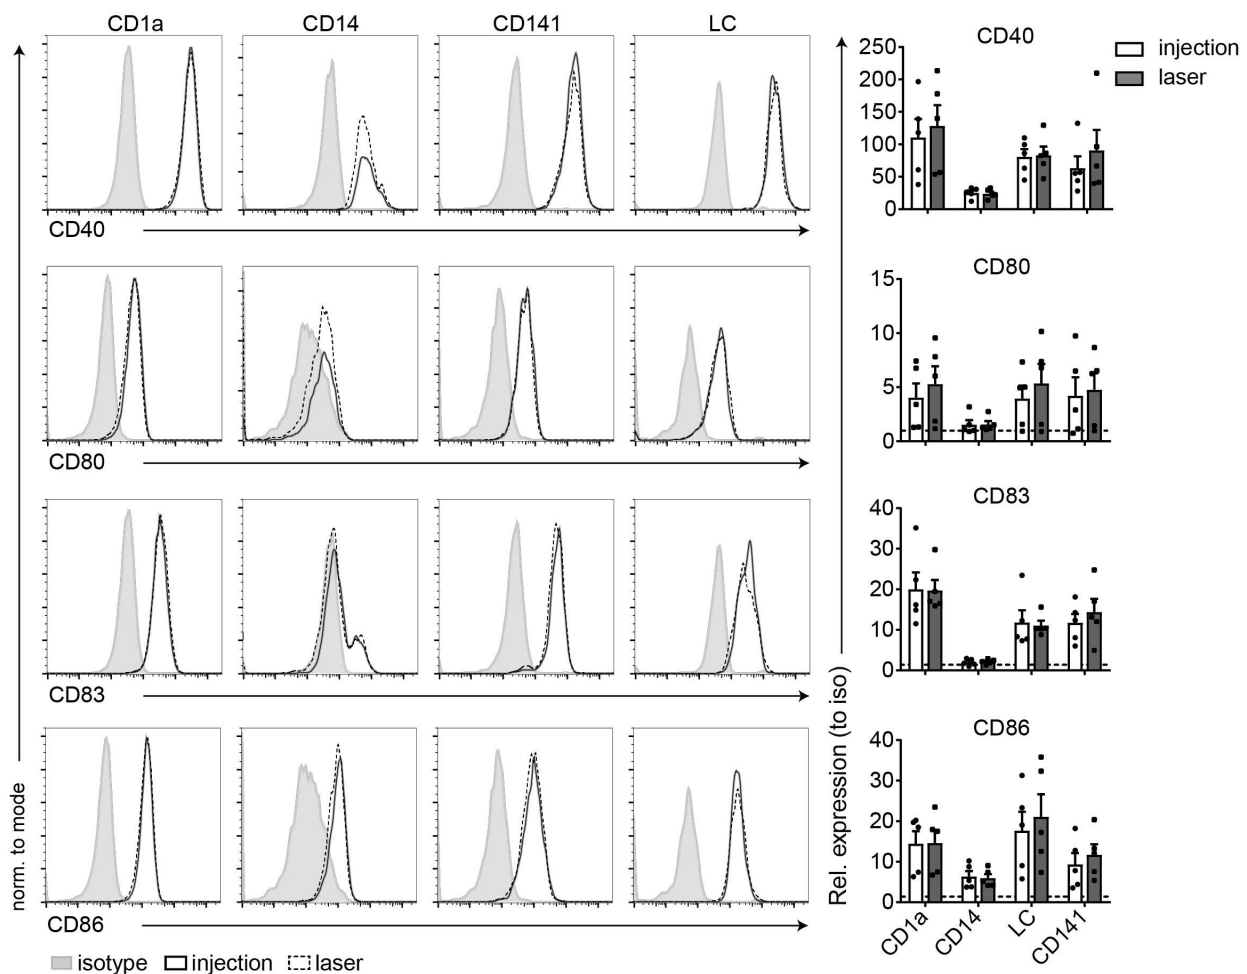 CD1a CD14 CD141 LC
CD40
CD80
CD83
CD86
norm. to mode
isotype injection laser
Rel. expression (to iso)
injection
laser
CD40
250
200
150
100
50
0
CD80
15
10
5
0
CD83
40
30
20
10
0
CD86
40
30
20
10
0
CD1a CD14 LC CD141